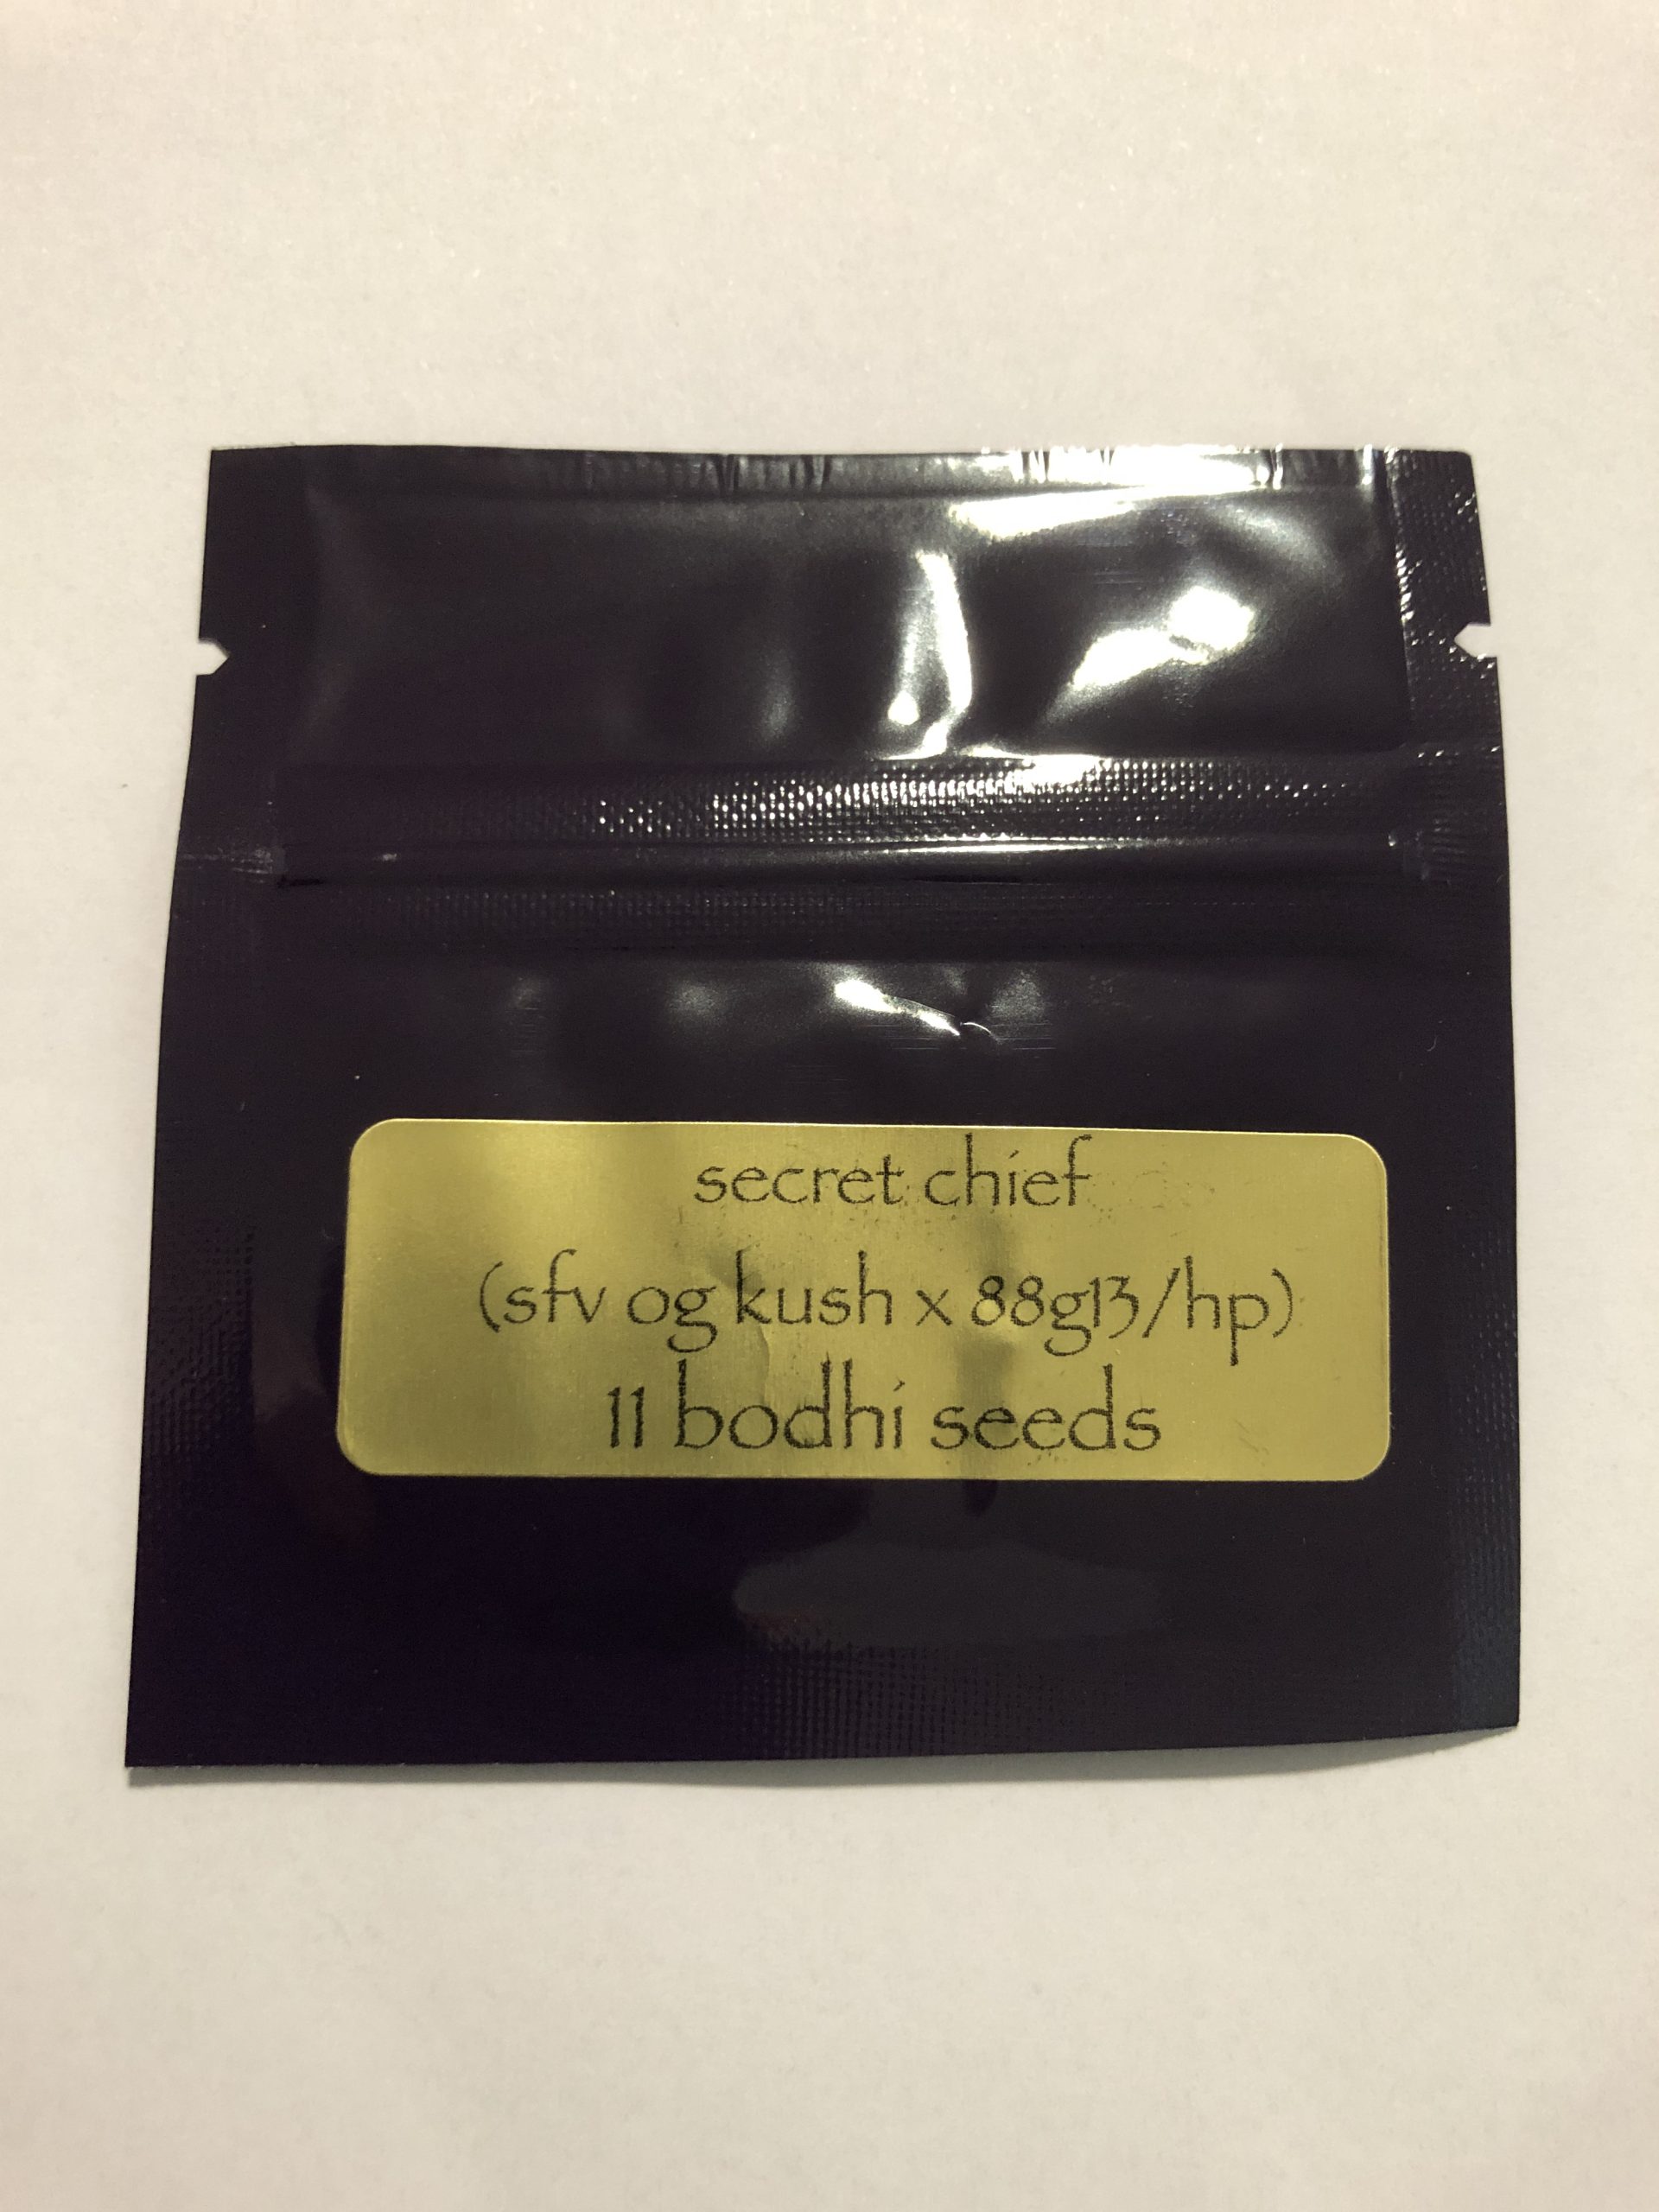 secret chief
(sfv og kush x 88g13/hp)
11 bodhi seeds